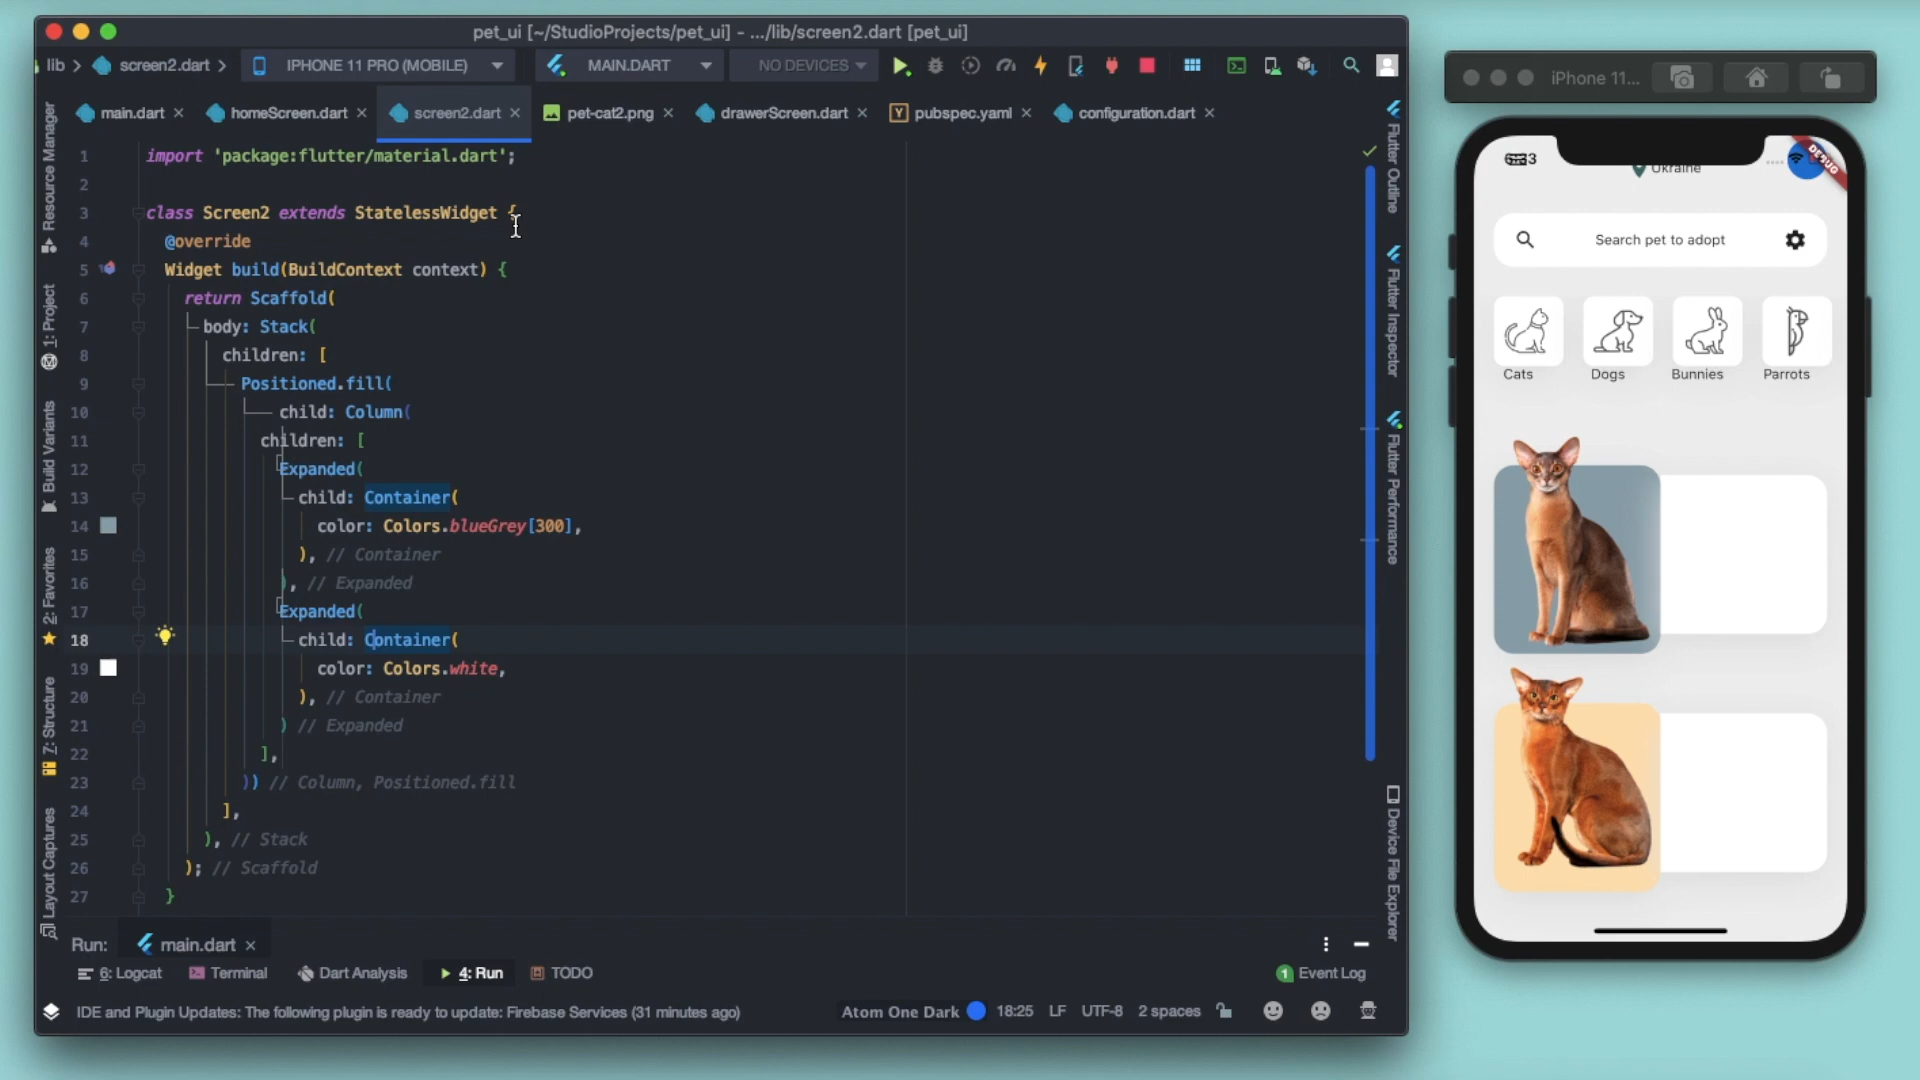 pet_ui [~/StudioProjects/pet_ui] - .../lib/screen2.dart [pet_ui]
lib > screen2.dart > IPHONE 11 PRO (MOBILE) MAIN.DART NO DEVICES
main.dart homeScreen.dart screen2.dart pet-cat2.png drawerScreen.dart pubspec.yaml configuration.dart
Resource Manager
1: Project
Build Variants
2: Favorites
7: Structure
Layout Captures
1 import 'package:flutter/material.dart';
2
3 class Screen2 extends StatelessWidget {
4 @override
5 Widget build(BuildContext context) {
6 return Scaffold(
7 body: Stack(
8 children: [
9 Positioned.fill(
10 child: Column(
11 children: [
12 Expanded(
13 child: Container(
14 color: Colors.blueGrey[300],
15 ), // Container
16 ), // Expanded
17 Expanded(
18 child: Container(
19 color: Colors.white,
20 ), // Container
21 ) // Expanded
22 ],
23 )) // Column, Positioned.fill
24 ],
25 ), // Stack
26 ); // Scaffold
27 }
Flutter Outline
Flutter Inspector
Flutter Performance
Device File Explorer
Run: main.dart
6: Logcat Terminal Dart Analysis 4: Run TODO 1 Event Log
IDE and Plugin Updates: The following plugin is ready to update: Firebase Services (31 minutes ago) Atom One Dark 18:25 LF UTF-8 2 spaces
iPhone 11...
DEBUG
Ukraine
Search pet to adopt
Cats Dogs Bunnies Parrots